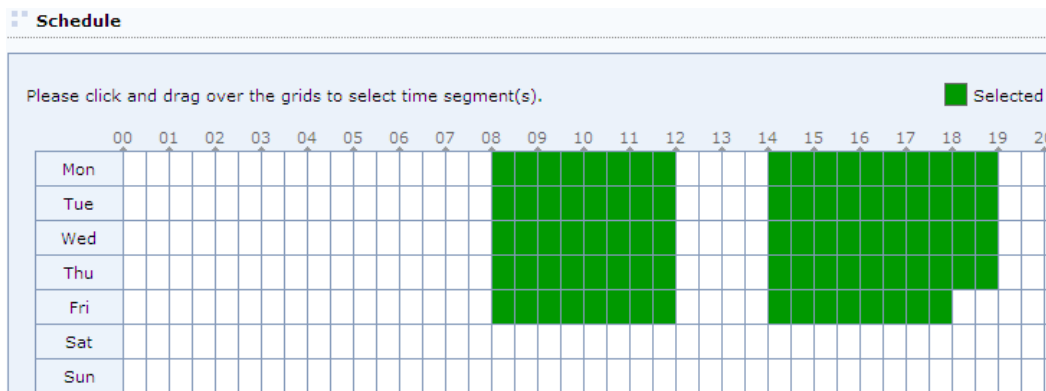 Schedule
Please click and drag over the grids to select time segment(s).
Selected
00 01 02 03 04 05 06 07 08 09 10 11 12 13 14 15 16 17 18 19
Mon
Tue
Wed
Thu
Fri
Sat
Sun